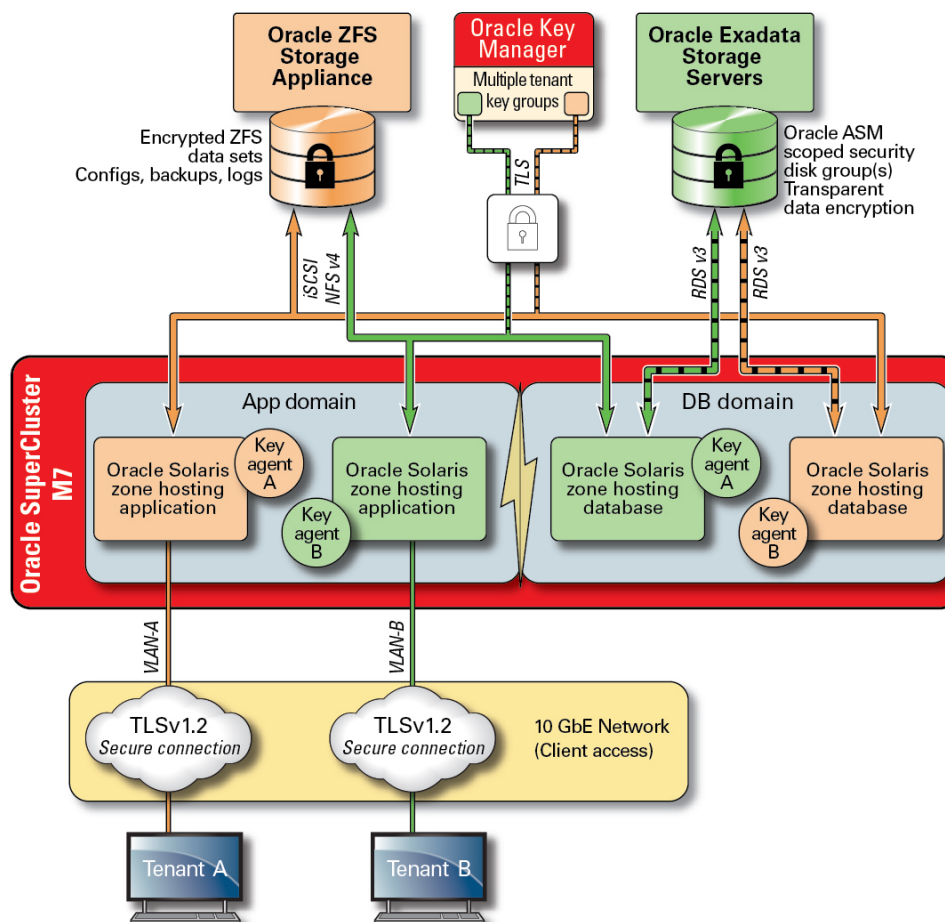 Oracle ZFS
Storage
Appliance
Oracle Key
Manager
Multiple tenant
key groups
Oracle Exadata
Storage
Servers
Encrypted ZFS
data sets
Configs, backups, logs
TLS
Oracle ASM
scoped security
disk group(s)
Transparent
data encryption
iSCSI
NFS v4
RDS v3
RDS v3
Oracle SuperCluster
M7
App domain
DB domain
Oracle Solaris
zone hosting
application
Key
agent
A
Oracle Solaris
zone hosting
application
Key
agent
B
Oracle Solaris
zone hosting
database
Key
agent
A
Oracle Solaris
zone hosting
database
Key
agent
B
VLAN-A
VLAN-B
TLSv1.2
Secure connection
TLSv1.2
Secure connection
10 GbE Network
(Client access)
Tenant A
Tenant B